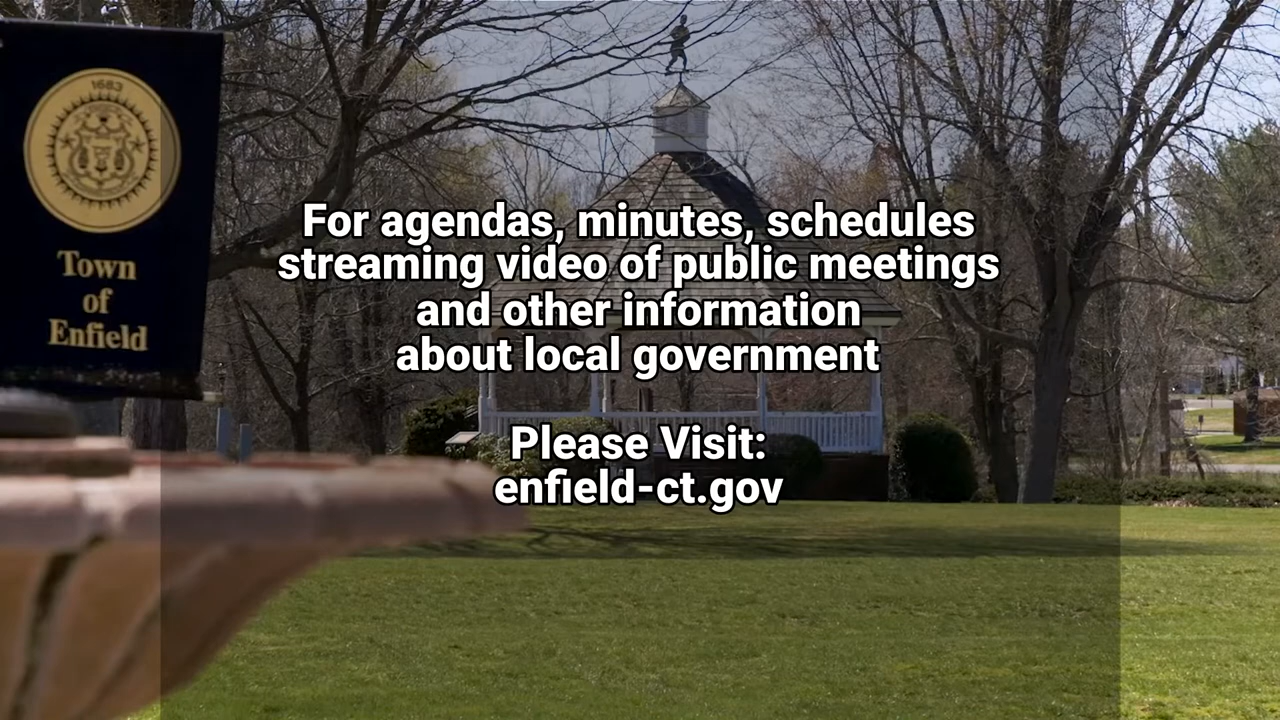 1683
Town
of
Enfield
For agendas, minutes, schedules
streaming video of public meetings
and other information
about local government
Please Visit:
enfield-ct.gov